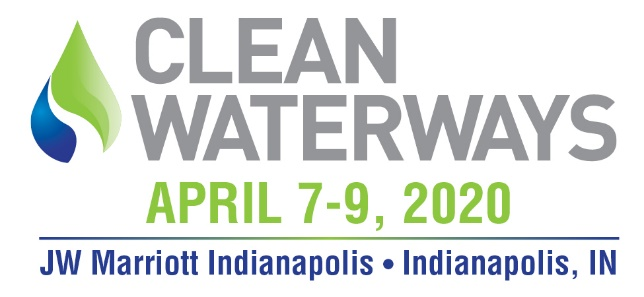 CLEAN
WATERWAYS
APRIL 7-9, 2020
JW Marriott Indianapolis • Indianapolis, IN